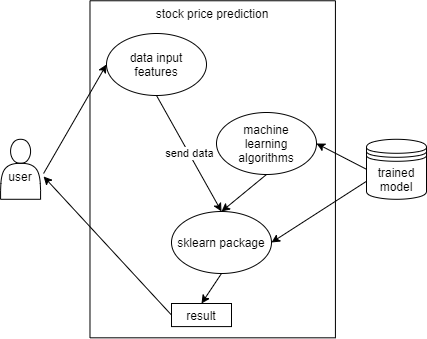 stock price prediction
data input
features
send data
machine
learning
algorithms
user
trained
model
sklearn package
result